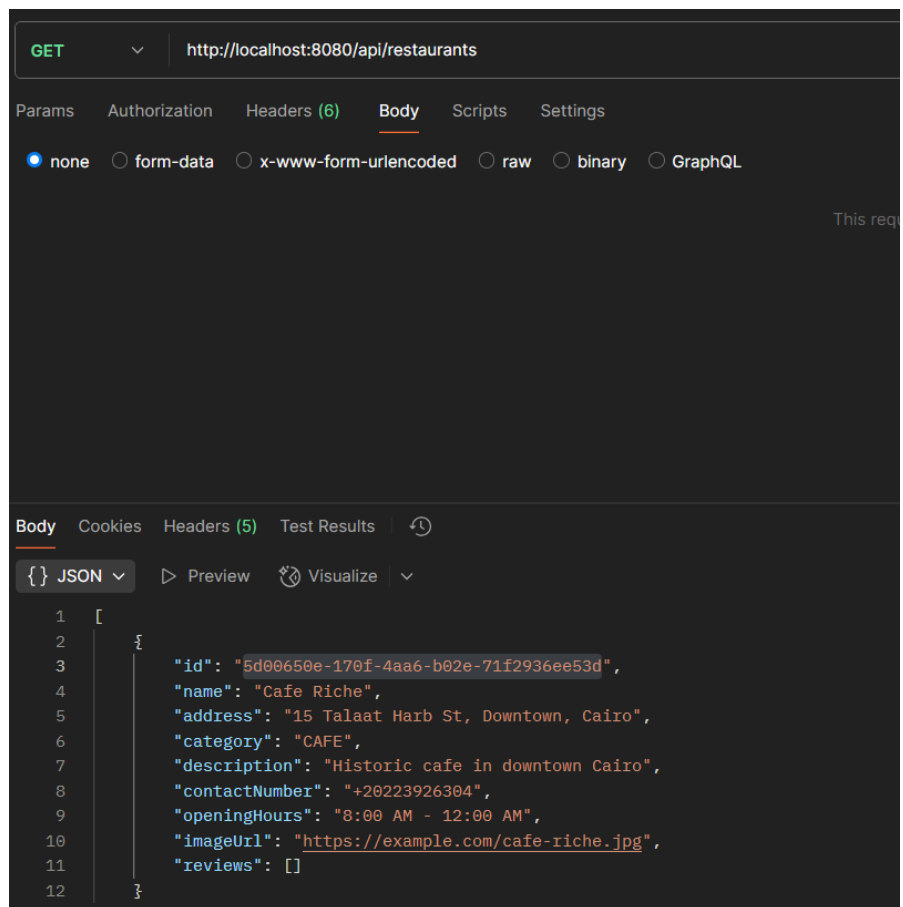 GET http://localhost:8080/api/restaurants
Params Authorization Headers (6) Body Scripts Settings
none form-data x-www-form-urlencoded raw binary GraphQL
This requ
Body Cookies Headers (5) Test Results
{} JSON Preview Visualize
1 [
2 {
3 "id": "5d00650e-170f-4aa6-b02e-71f2936ee53d",
4 "name": "Cafe Riche",
5 "address": "15 Talaat Harb St, Downtown, Cairo",
6 "category": "CAFE",
7 "description": "Historic cafe in downtown Cairo",
8 "contactNumber": "+20223926304",
9 "openingHours": "8:00 AM - 12:00 AM",
10 "imageUrl": "https://example.com/cafe-riche.jpg",
11 "reviews": []
12 }